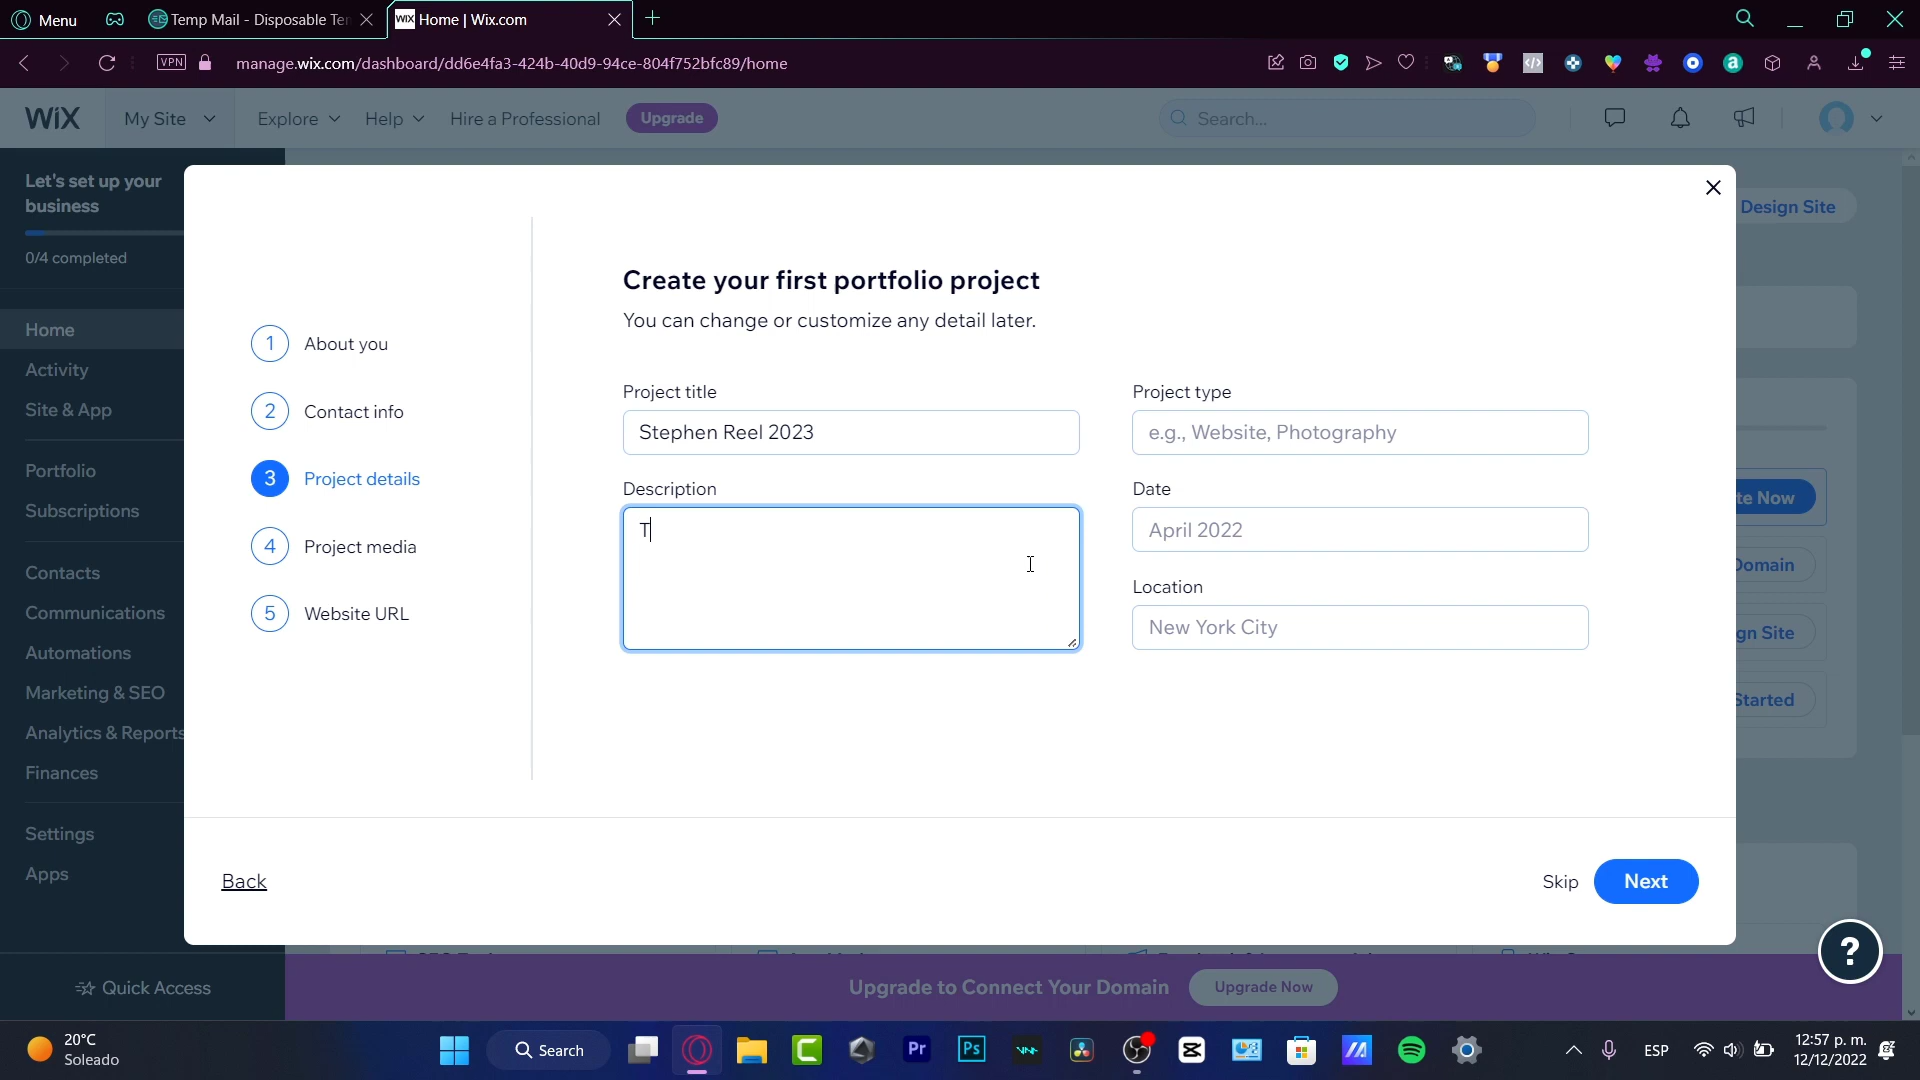 Menu
Temp Mail - Disposable Ter
WIX
Home | Wix.com
VPN
manage.wix.com/dashboard/dd6e4fa3-424b-40d9-94ce-804f752bfc89/home
WIX
My Site
Explore
Help
Hire a Professional
Upgrade
Search...
Let's set up your
business
0/4 completed
Home
Activity
Site & App
Portfolio
Subscriptions
Contacts
Communications
Automations
Marketing & SEO
Analytics & Reports
Finances
Settings
Apps
Quick Access
Design Site
1 About you
2 Contact info
3 Project details
4 Project media
5 Website URL
Create your first portfolio project
You can change or customize any detail later.
Project title
Stephen Reel 2023
Description
T
Project type
e.g., Website, Photography
Date
April 2022
Location
New York City
te Now
Domain
gn Site
Started
Back
Skip
Next
?
Upgrade to Connect Your Domain
Upgrade Now
20°C
Soleado
Search
Pr
Ps
ESP
12:57 p. m.
12/12/2022